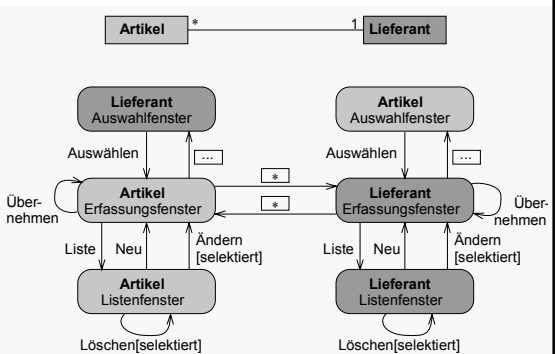 Artikel * 1 Lieferant
Lieferant
Auswahlfenster
Artikel
Auswahlfenster
Auswählen ...
Auswählen ...
Artikel
Erfassungsfenster
*
*
Lieferant
Erfassungsfenster
Über-
nehmen
Über-
nehmen
Liste Neu Ändern
[selektiert]
Liste Neu Ändern
[selektiert]
Artikel
Listenfenster
Lieferant
Listenfenster
Löschen[selektiert]
Löschen[selektiert]